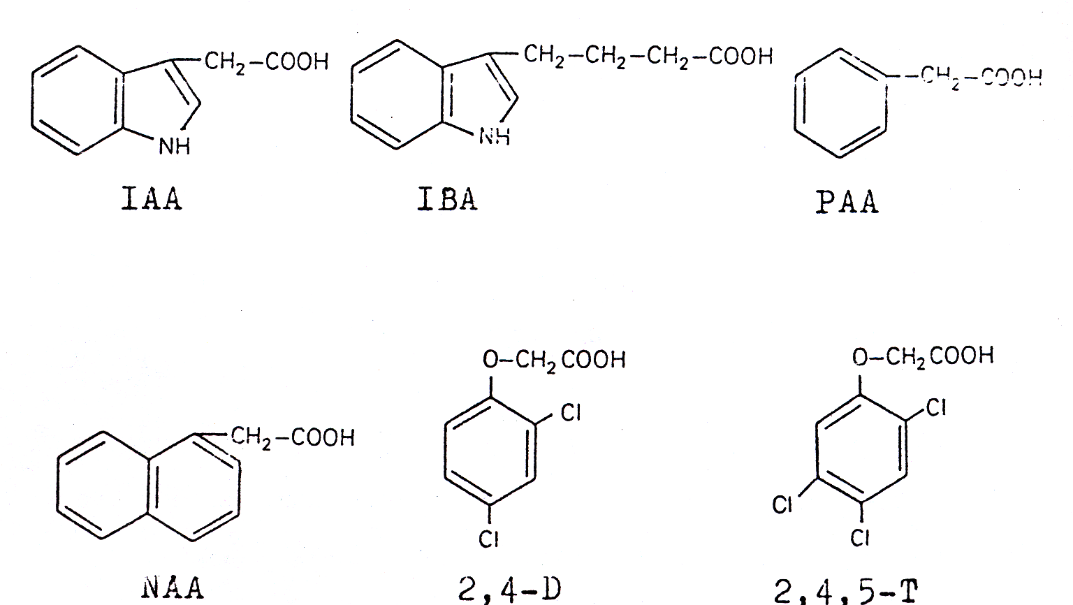 CH₂-COOH CH₂-CH₂-CH₂-COOH CH₂-COOH
NH NH
IAA IBA PAA
O-CH₂COOH O-CH₂COOH
Cl Cl
CH₂-COOH
Cl
Cl Cl
NAA 2,4-D 2,4,5-T